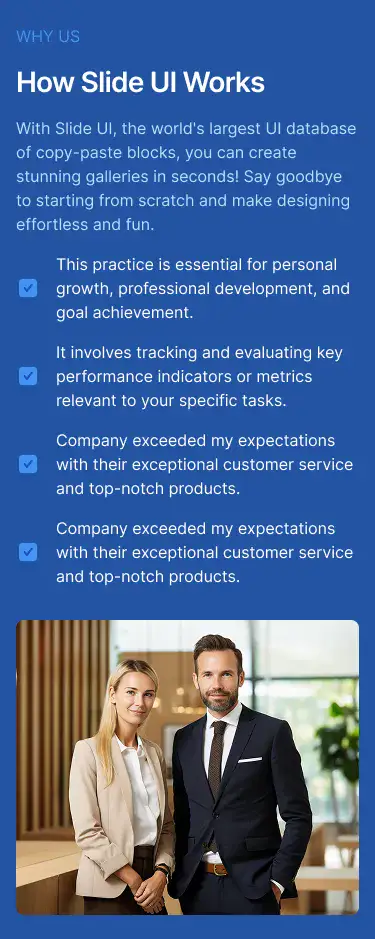 WHY US
How Slide UI Works
With Slide UI, the world's largest UI database
of copy-paste blocks, you can create
stunning galleries in seconds! Say goodbye
to starting from scratch and make designing
effortless and fun.
This practice is essential for personal
growth, professional development, and
goal achievement.
It involves tracking and evaluating key
performance indicators or metrics
relevant to your specific tasks.
Company exceeded my expectations
with their exceptional customer service
and top-notch products.
Company exceeded my expectations
with their exceptional customer service
and top-notch products.